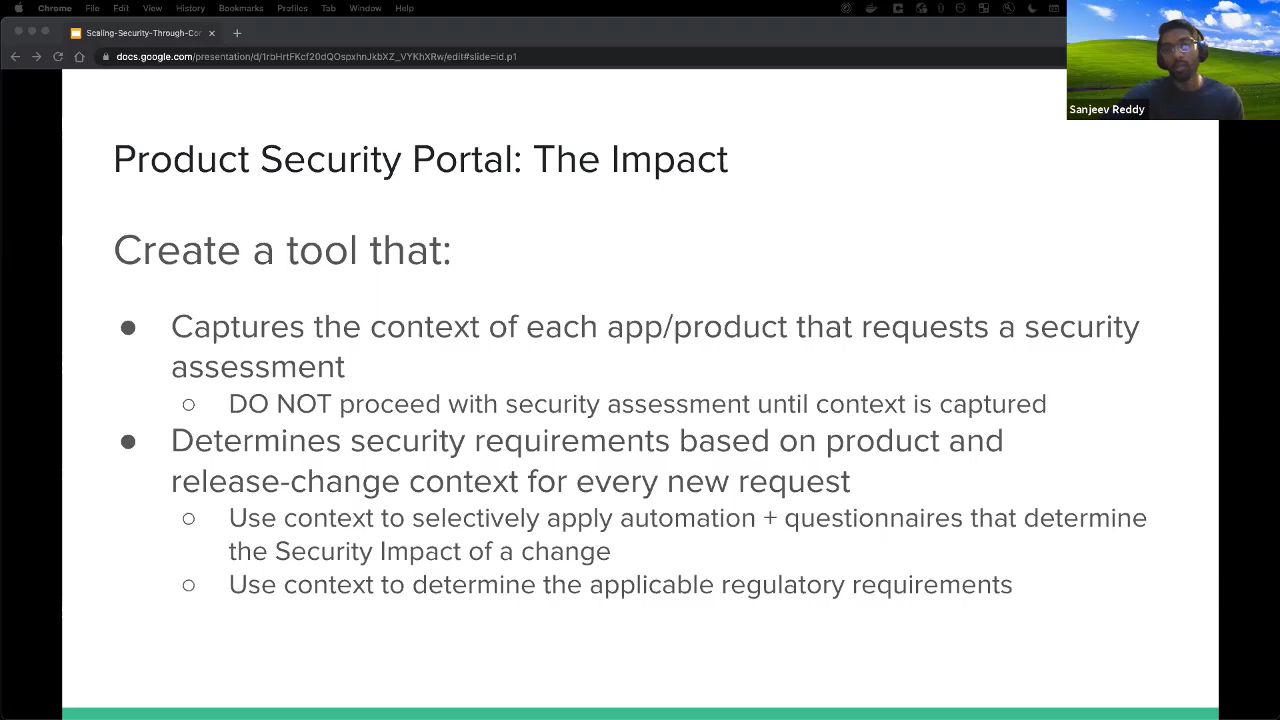 Chrome File Edit View History Bookmarks Profiles Tab Window Help
Scaling-Security-Through-Cor
docs.google.com/presentation/d/1rbHrtFKcf20dQOspxhnJkbXZ_VYKhXRw/edit#slide=id.p1
Sanjeev Reddy
Product Security Portal: The Impact
Create a tool that:
● Captures the context of each app/product that requests a security
assessment
○ DO NOT proceed with security assessment until context is captured
● Determines security requirements based on product and
release-change context for every new request
○ Use context to selectively apply automation + questionnaires that determine
the Security Impact of a change
○ Use context to determine the applicable regulatory requirements